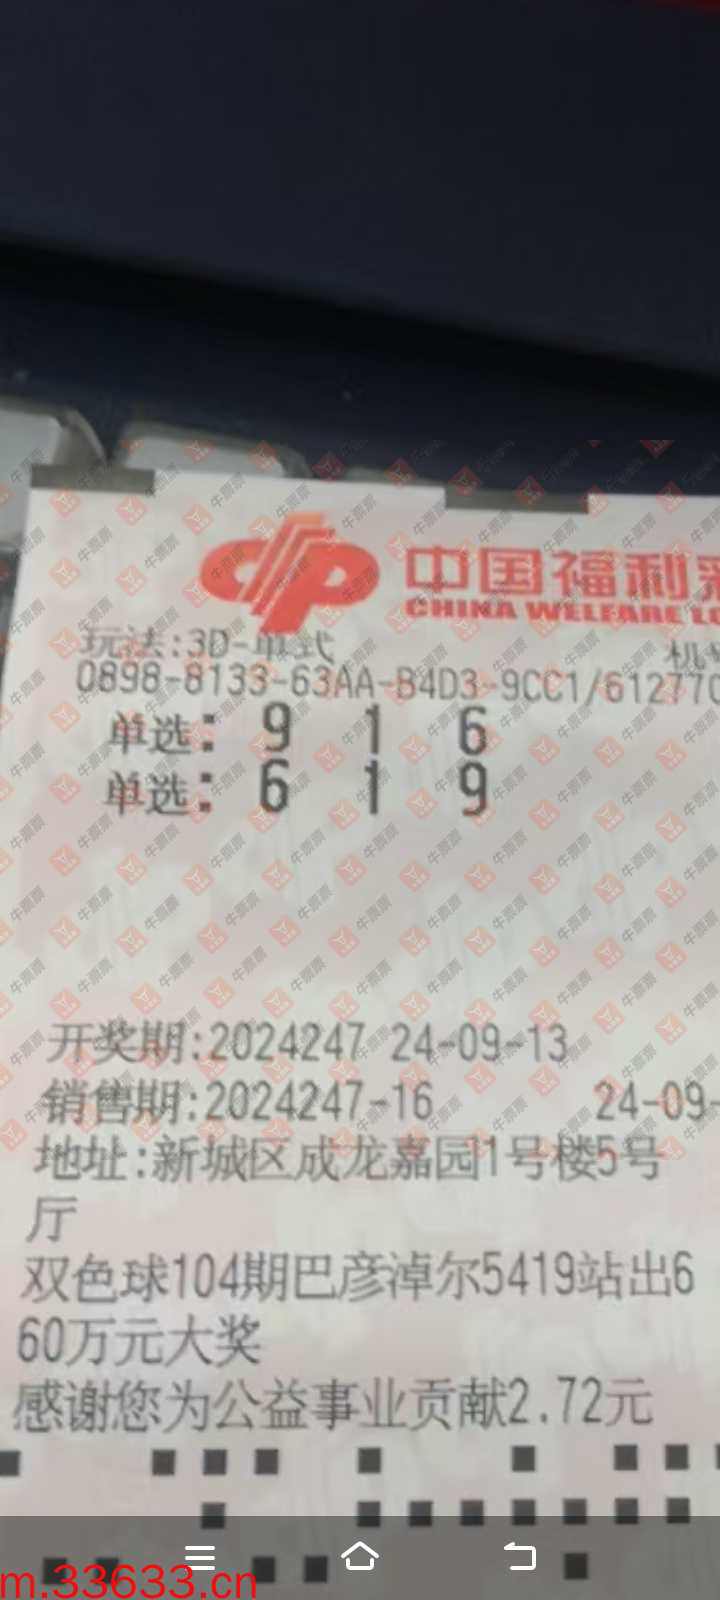 中国福利彩
CHINA WELFARE LO
玩法:3D-单式 机号
0898-8133-63AA-B4D3-9CC1/612770
单选: 9 1 6
单选: 6 1 9
开奖期:2024247 24-09-13
销售期:2024247-16 24-09-
地址:新城区成龙嘉园1号楼5号
厅
双色球104期巴彦淖尔5419站出6
60万元大奖
感谢您为公益事业贡献2.72元
m.33633.cn